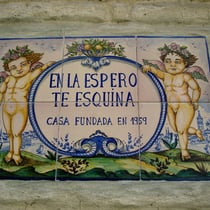 EN LA ESPERO
TE ESQUINA
CASA FUNDADA EN 1959